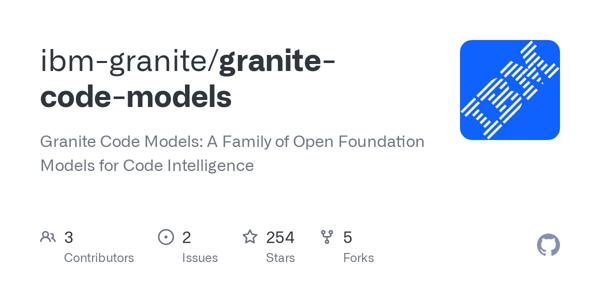 ibm-granite/granite-
code-models
IBM
Granite Code Models: A Family of Open Foundation
Models for Code Intelligence
3
Contributors
2
Issues
254
Stars
5
Forks